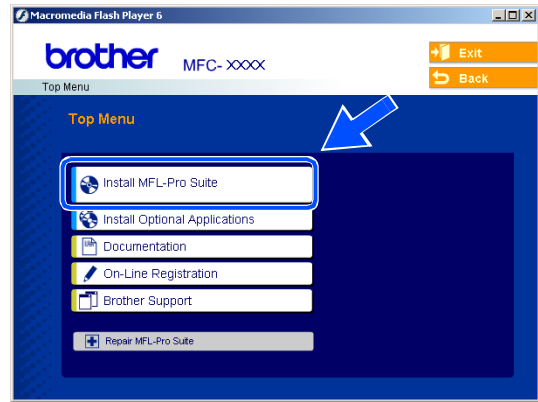 Macromedia Flash Player 6
brother MFC- XXXX
Exit
Back
Top Menu
Top Menu
Install MFL-Pro Suite
Install Optional Applications
Documentation
On-Line Registration
Brother Support
Repair MFL-Pro Suite